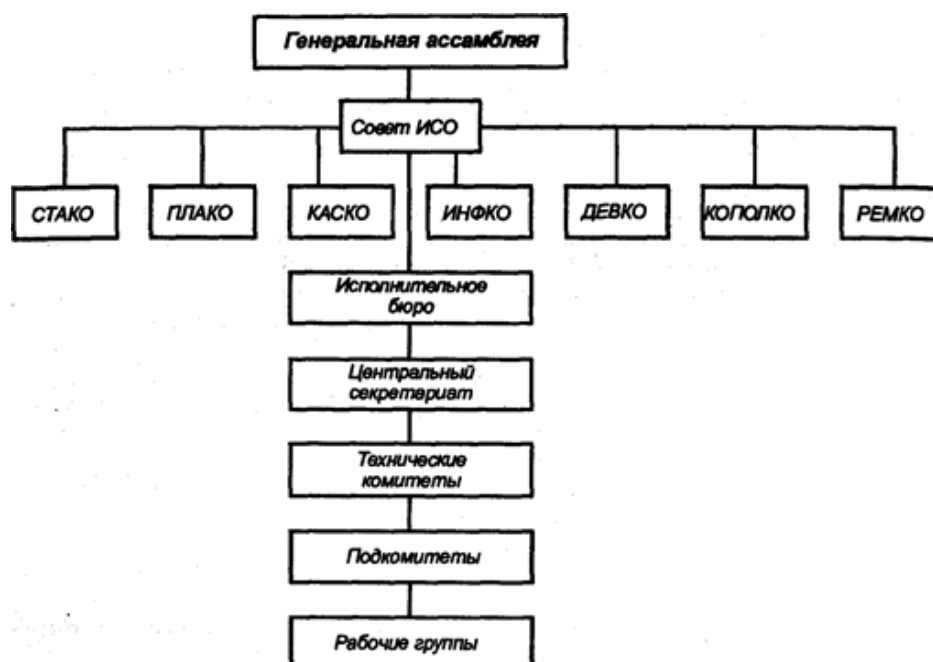 Генеральная ассамблея
Совет ИСО
СТАКО
ПЛАКО
КАСКО
ИНФКО
ДЕВКО
КОПОЛКО
РЕМКО
Исполнительное
бюро
Центральный
секретариат
Технические
комитеты
Подкомитеты
Рабочие группы